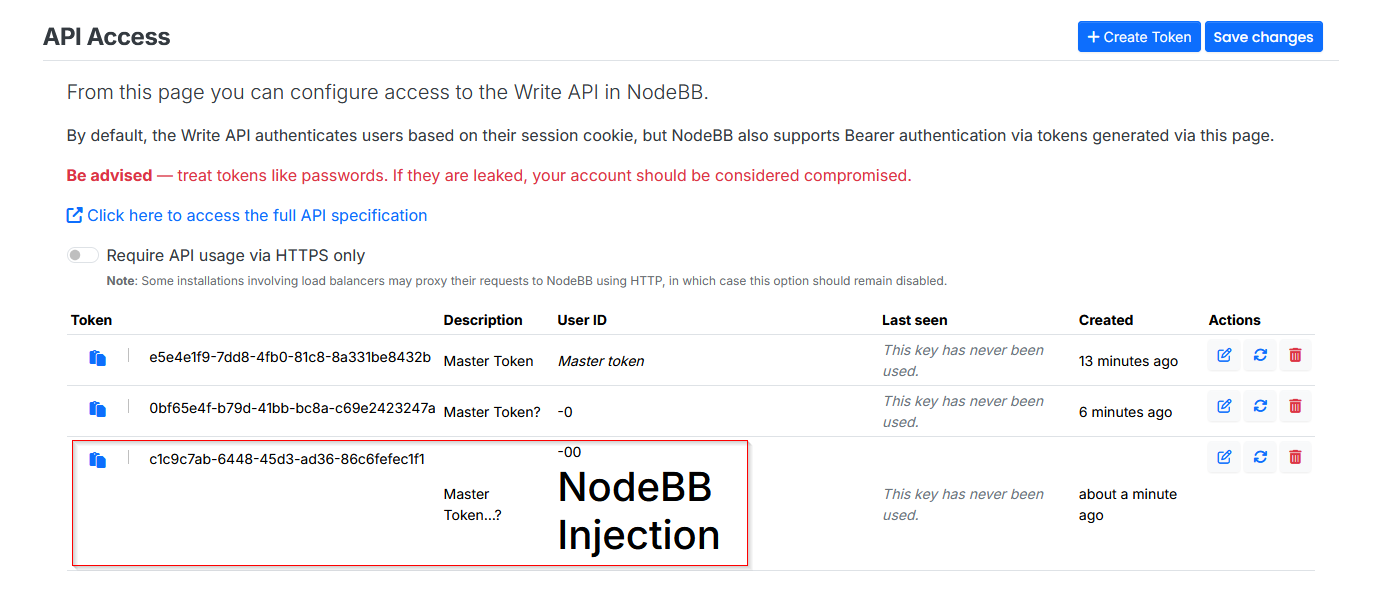 API Access
+ Create Token
Save changes
From this page you can configure access to the Write API in NodeBB.
By default, the Write API authenticates users based on their session cookie, but NodeBB also supports Bearer authentication via tokens generated via this page.
Be advised — treat tokens like passwords. If they are leaked, your account should be considered compromised.
Click here to access the full API specification
Require API usage via HTTPS only
Note: Some installations involving load balancers may proxy their requests to NodeBB using HTTP, in which case this option should remain disabled.
Token Description User ID Last seen Created Actions
e5e4e1f9-7dd8-4fb0-81c8-8a331be8432b Master Token Master token This key has never been used. 13 minutes ago
0bf65e4f-b79d-41bb-bc8a-c69e2423247a Master Token? -0 This key has never been used. 6 minutes ago
c1c9c7ab-6448-45d3-ad36-86c6fefec1f1
Master
Token...?
-00
NodeBB
Injection
This key has never been
used.
about a minute
ago